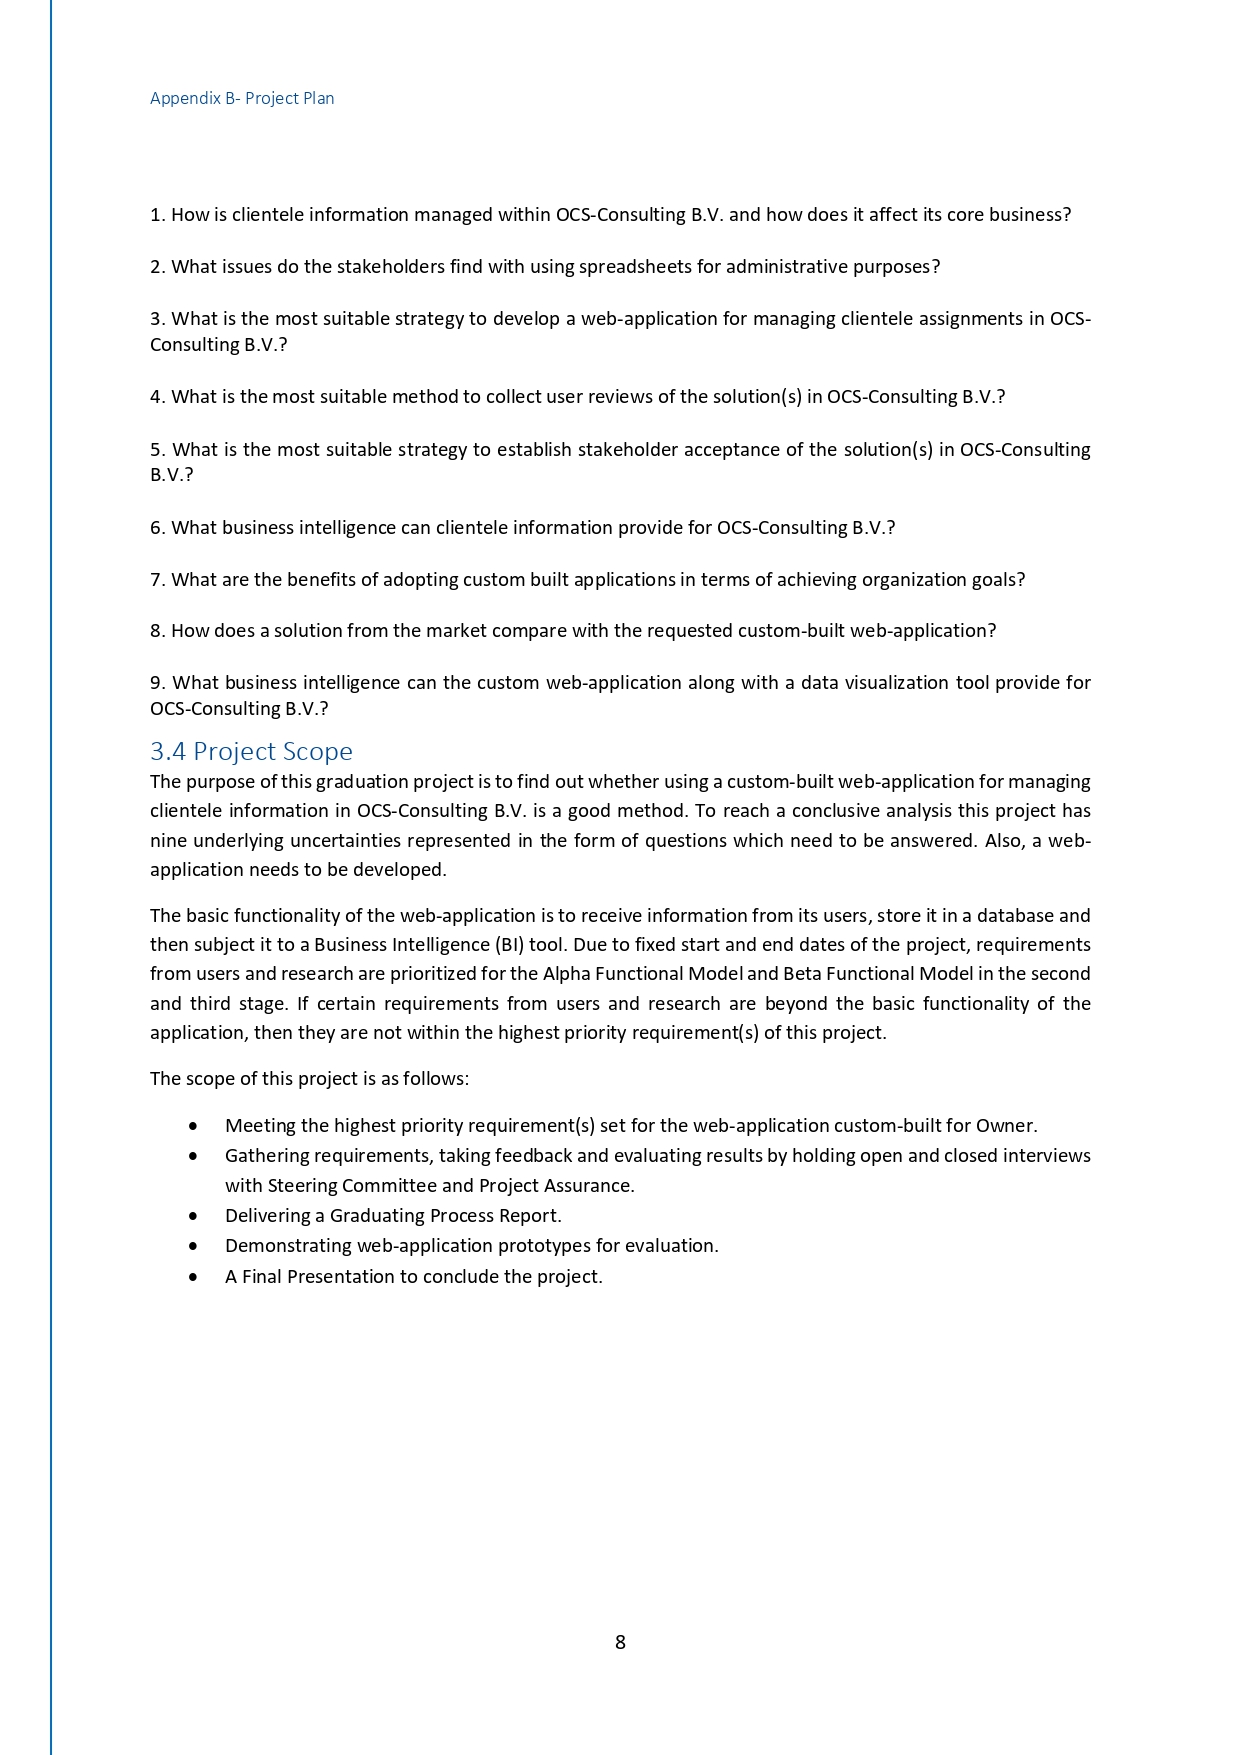 Appendix B- Project Plan
1. How is clientele information managed within OCS-Consulting B.V. and how does it affect its core business?
2. What issues do the stakeholders find with using spreadsheets for administrative purposes?
3. What is the most suitable strategy to develop a web-application for managing clientele assignments in OCS-
Consulting B.V.?
4. What is the most suitable method to collect user reviews of the solution(s) in OCS-Consulting B.V.?
5. What is the most suitable strategy to establish stakeholder acceptance of the solution(s) in OCS-Consulting
B.V.?
6. What business intelligence can clientele information provide for OCS-Consulting B.V.?
7. What are the benefits of adopting custom built applications in terms of achieving organization goals?
8. How does a solution from the market compare with the requested custom-built web-application?
9. What business intelligence can the custom web-application along with a data visualization tool provide for
OCS-Consulting B.V.?
3.4 Project Scope
The purpose of this graduation project is to find out whether using a custom-built web-application for managing
clientele information in OCS-Consulting B.V. is a good method. To reach a conclusive analysis this project has
nine underlying uncertainties represented in the form of questions which need to be answered. Also, a web-
application needs to be developed.
The basic functionality of the web-application is to receive information from its users, store it in a database and
then subject it to a Business Intelligence (BI) tool. Due to fixed start and end dates of the project, requirements
from users and research are prioritized for the Alpha Functional Model and Beta Functional Model in the second
and third stage. If certain requirements from users and research are beyond the basic functionality of the
application, then they are not within the highest priority requirement(s) of this project.
The scope of this project is as follows:
• Meeting the highest priority requirement(s) set for the web-application custom-built for Owner.
• Gathering requirements, taking feedback and evaluating results by holding open and closed interviews
with Steering Committee and Project Assurance.
• Delivering a Graduating Process Report.
• Demonstrating web-application prototypes for evaluation.
• A Final Presentation to conclude the project.
8